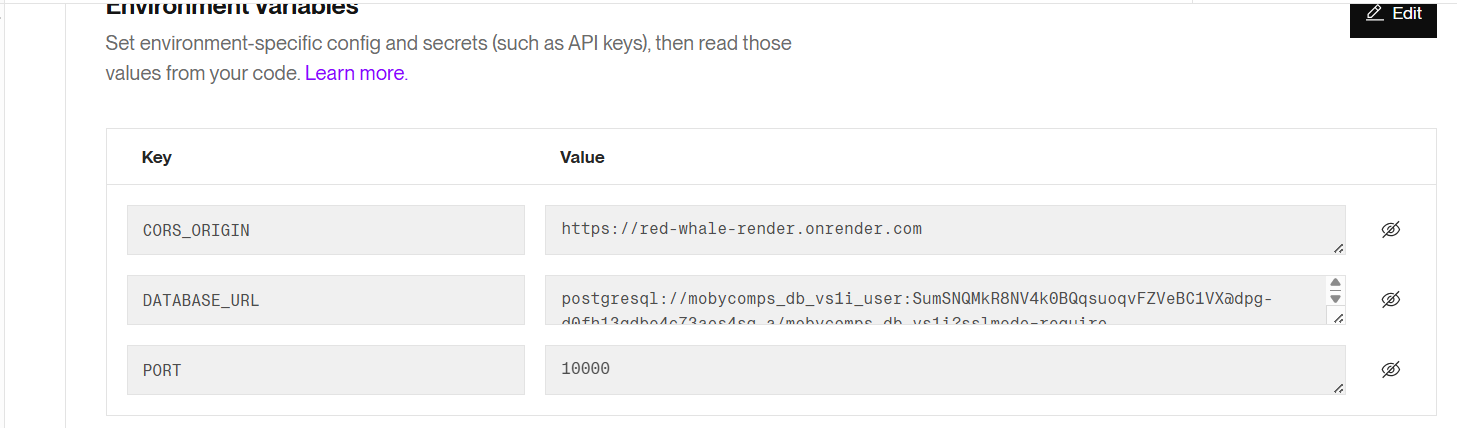 Environment Variables
Edit
Set environment-specific config and secrets (such as API keys), then read those
values from your code. Learn more.
Key
Value
CORS_ORIGIN
https://red-whale-render.onrender.com
DATABASE_URL
postgresql://mobycomps_db_vs1i_user:SumSNQMkR8NV4k0BQqsuoqvFZVeBC1VX@dpg-
PORT
10000